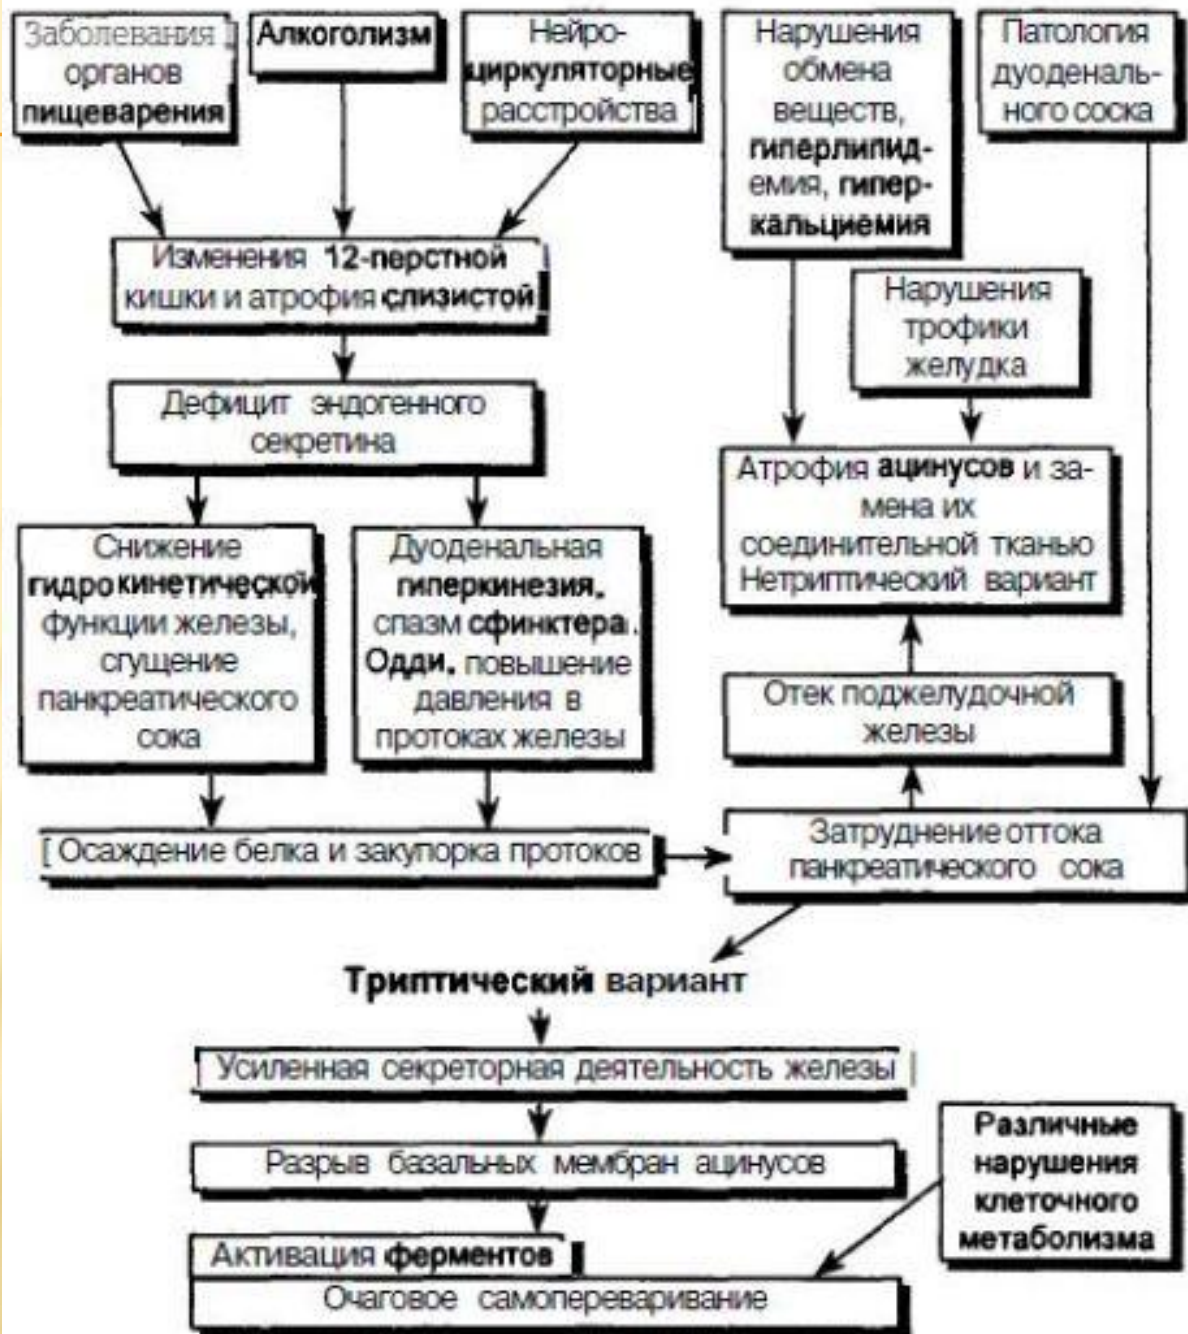 Заболевания
органов
пищеварения
Алкоголизм
Нейро-
циркуляторные
расстройства
Нарушения
обмена
веществ,
гиперлипид-
емия, гипер-
кальциемия
Патология
дуоденаль-
ного соска
Изменения 12-перстной
кишки и атрофия слизистой
Нарушения
трофики
желудка
Дефицит эндогенного
секретина
Атрофия ацинусов и за-
мена их
соединительной тканью
Нетриптический вариант
Снижение
гидрокинетической
функции железы,
сгущение
панкреатического
сока
Дуоденальная
гиперкинезия.
спазм сфинктера.
Одди. повышение
давления в
протоках железы
Отек поджелудочной
железы
Осаждение белка и закупорка протоков
Затруднение оттока
панкреатического сока
Триптический вариант
Усиленная секреторная деятельность железы
Разрыв базальных мембран ацинусов
Различные
нарушения
клеточного
метаболизма
Активация ферментов
Очаговое самопереваривание